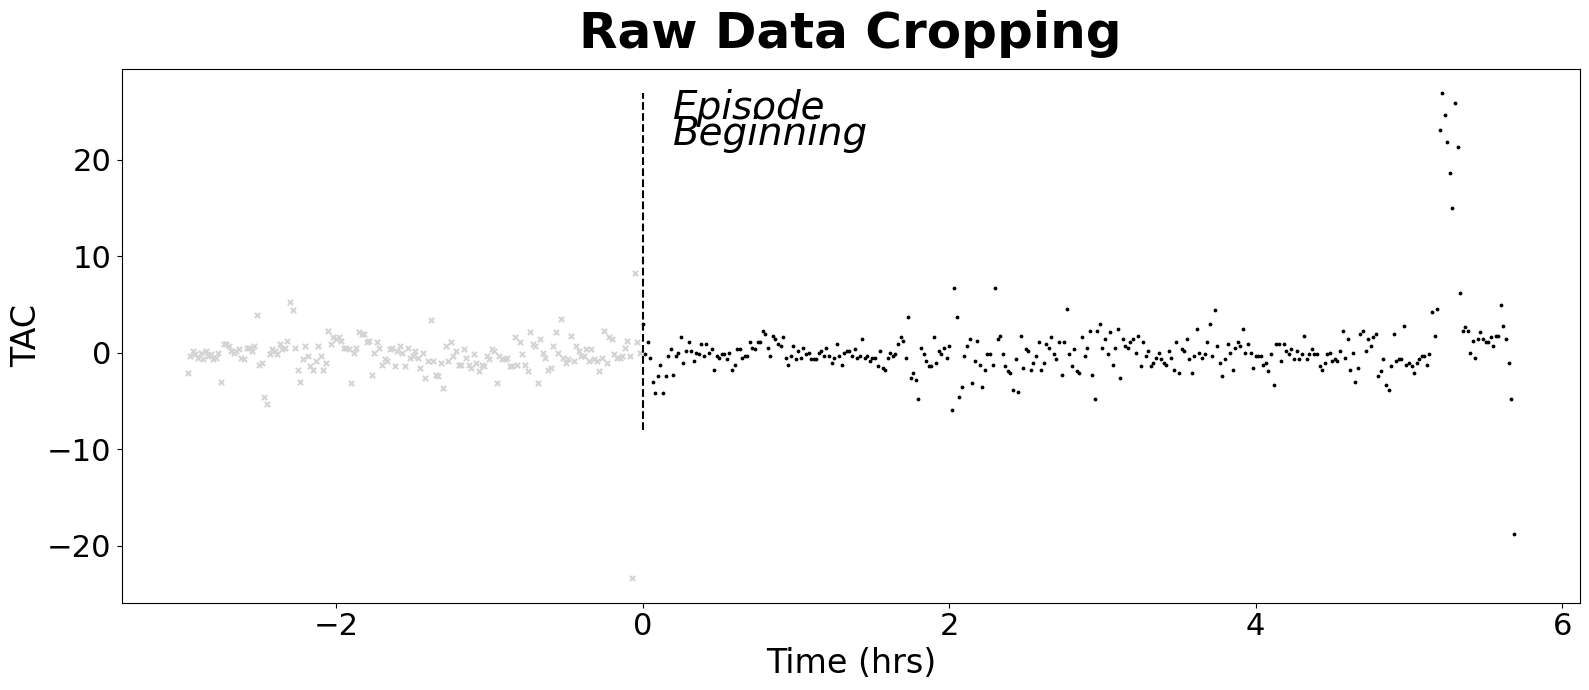 Raw Data Cropping
Episode
Beginning
TAC
20
10
0
−10
−20
−2
0
2
4
6
Time (hrs)